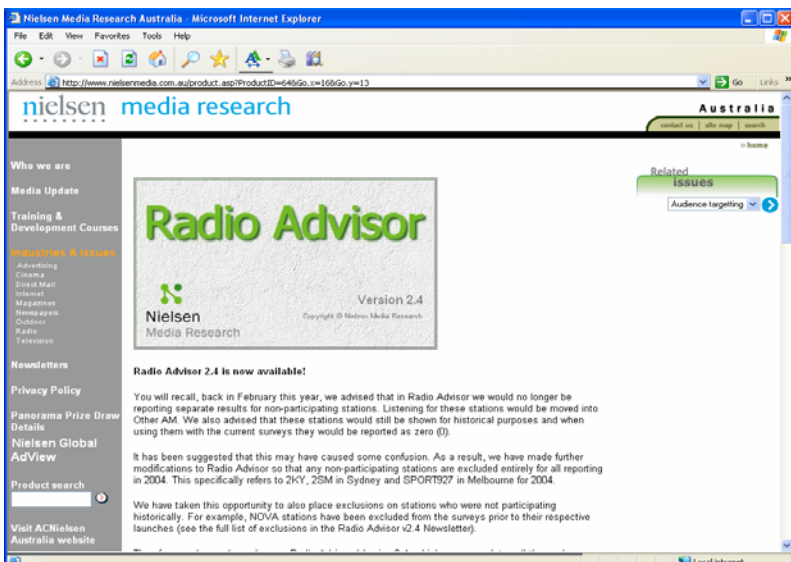 Nielsen Media Research Australia - Microsoft Internet Explorer
File Edit View Favorites Tools Help
Address http://www.nielsenmedia.com.au/product.asp?ProductID=64&Go.x=16&Go.y=13 Go Links »
nielsen media research
Australia
contact us | site map | search
» home
Who we are
Media Update
Training &
Development Courses
Industries & issues
Advertising
Cinema
Direct Mail
Internet
Magazines
Newspapers
Outdoor
Radio
Television
Newsletters
Privacy Policy
Panorama Prize Draw
Details
Nielsen Global
AdView
Product search
Visit ACNielsen
Australia website
Radio Advisor
Nielsen
Media Research
Version 2.4
Copyright © Nielsen Media Research
Radio Advisor 2.4 is now available!
You will recall, back in February this year, we advised that in Radio Advisor we would no longer be
reporting separate results for non-participating stations. Listening for these stations would be moved into
Other AM. We also advised that these stations would still be shown for historical purposes and when
using them with the current surveys they would be reported as zero (0).
It has been suggested that this may have caused some confusion. As a result, we have made further
modifications to Radio Advisor so that any non-participating stations are excluded entirely for all reporting
in 2004. This specifically refers to 2KY, 2SM in Sydney and SPORT927 in Melbourne for 2004.
We have taken this opportunity to also place exclusions on stations who were not participating
historically. For example, NOVA stations have been excluded from the surveys prior to their respective
launches (see the full list of exclusions in the Radio Advisor v2.4 Newsletter).
Related
issues
Audience targetting
Local intranet